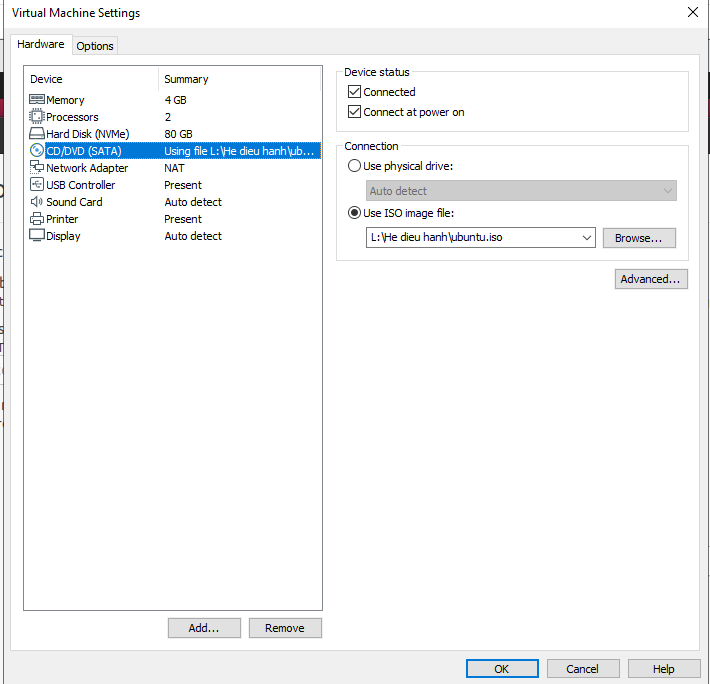 Virtual Machine Settings
Hardware Options
Device Summary
Memory 4 GB
Processors 2
Hard Disk (NVMe) 80 GB
CD/DVD (SATA) Using file L:\He dieu hanh\ub...
Network Adapter NAT
USB Controller Present
Sound Card Auto detect
Printer Present
Display Auto detect
Add... Remove
Device status
Connected
Connect at power on
Connection
Use physical drive:
Auto detect
Use ISO image file:
L:\He dieu hanh\ubuntu.iso Browse...
Advanced...
OK Cancel Help